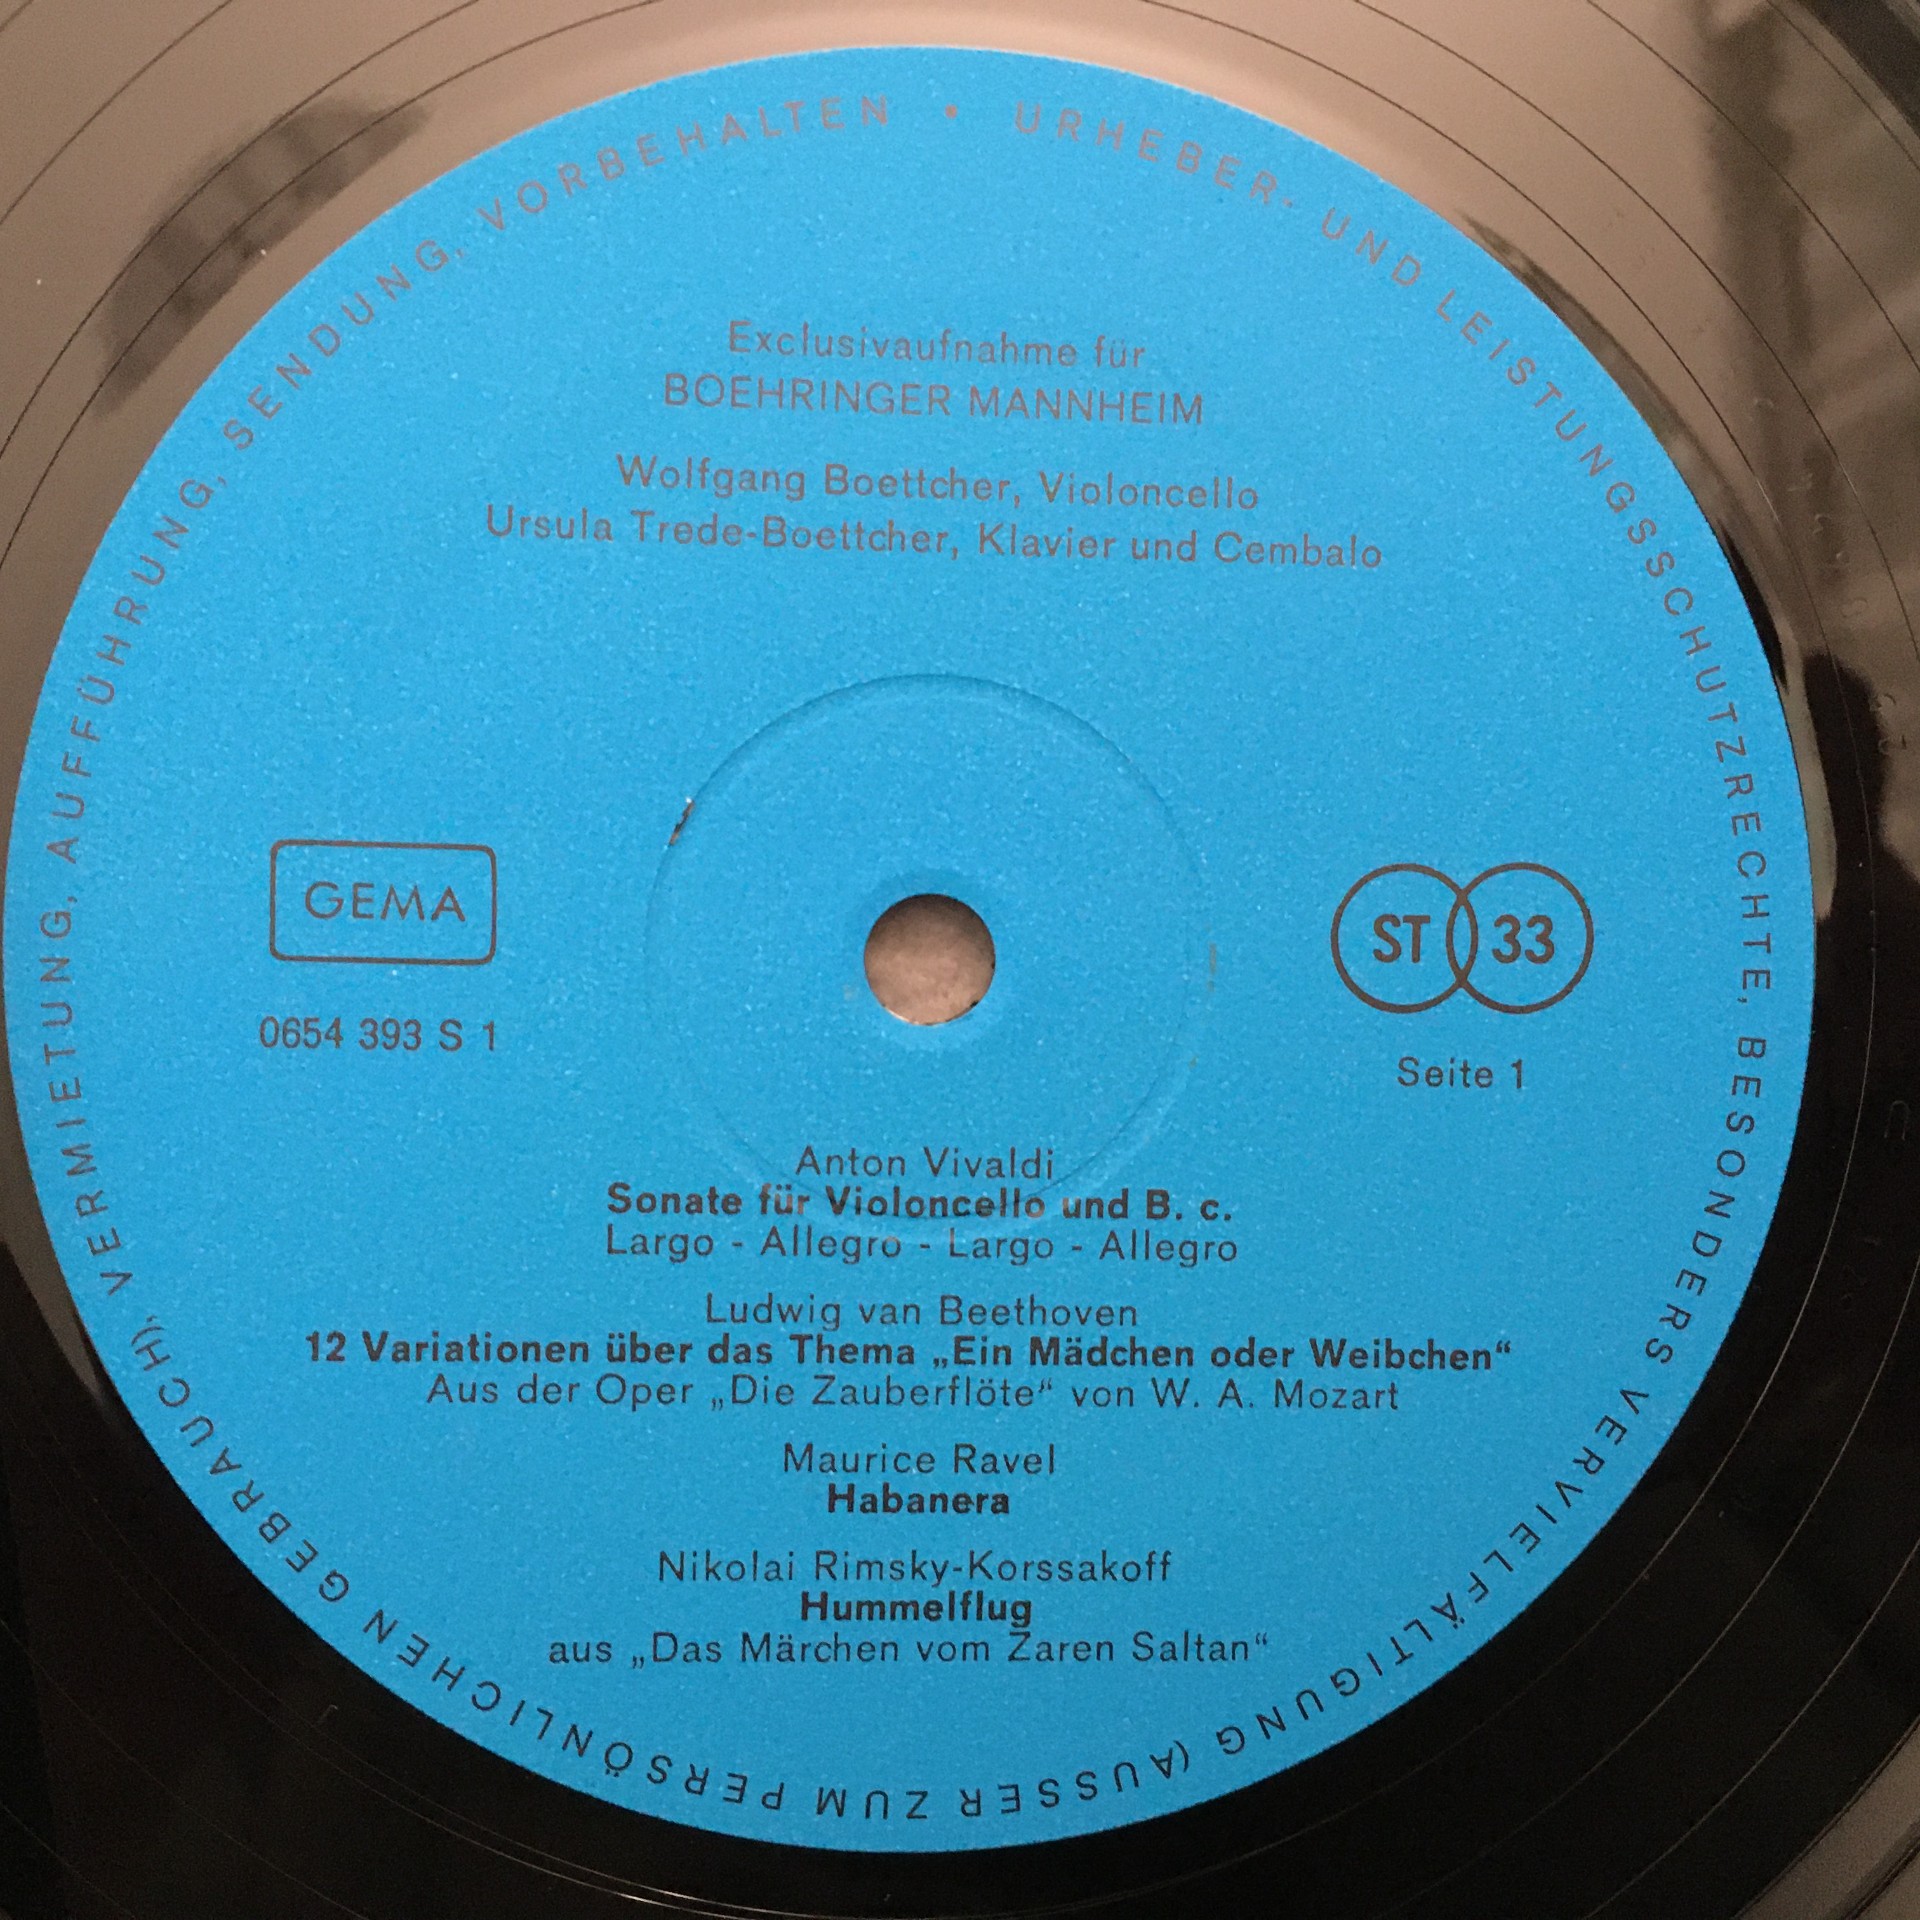 URHEBER- UND LEISTUNGSSCHUTZRECHTE, BESONDERS VERVIELFÄLTIGUNG (AUSSER ZUM PERSÖNLICHEN GEBRAUCH), VERMIETUNG, AUFFÜHRUNG, SENDUNG, VORBEHALTEN •
Exclusivaufnahme für
BOEHRINGER MANNHEIM
Wolfgang Boettcher, Violoncello
Ursula Trede-Boettcher, Klavier und Cembalo
GEMA
0654 393 S 1
ST 33
Seite 1
Anton Vivaldi
Sonate für Violoncello und B. c.
Largo - Allegro - Largo - Allegro
Ludwig van Beethoven
12 Variationen über das Thema „Ein Mädchen oder Weibchen“
Aus der Oper „Die Zauberflöte“ von W. A. Mozart
Maurice Ravel
Habanera
Nikolai Rimsky-Korssakoff
Hummelflug
aus „Das Märchen vom Zaren Saltan“